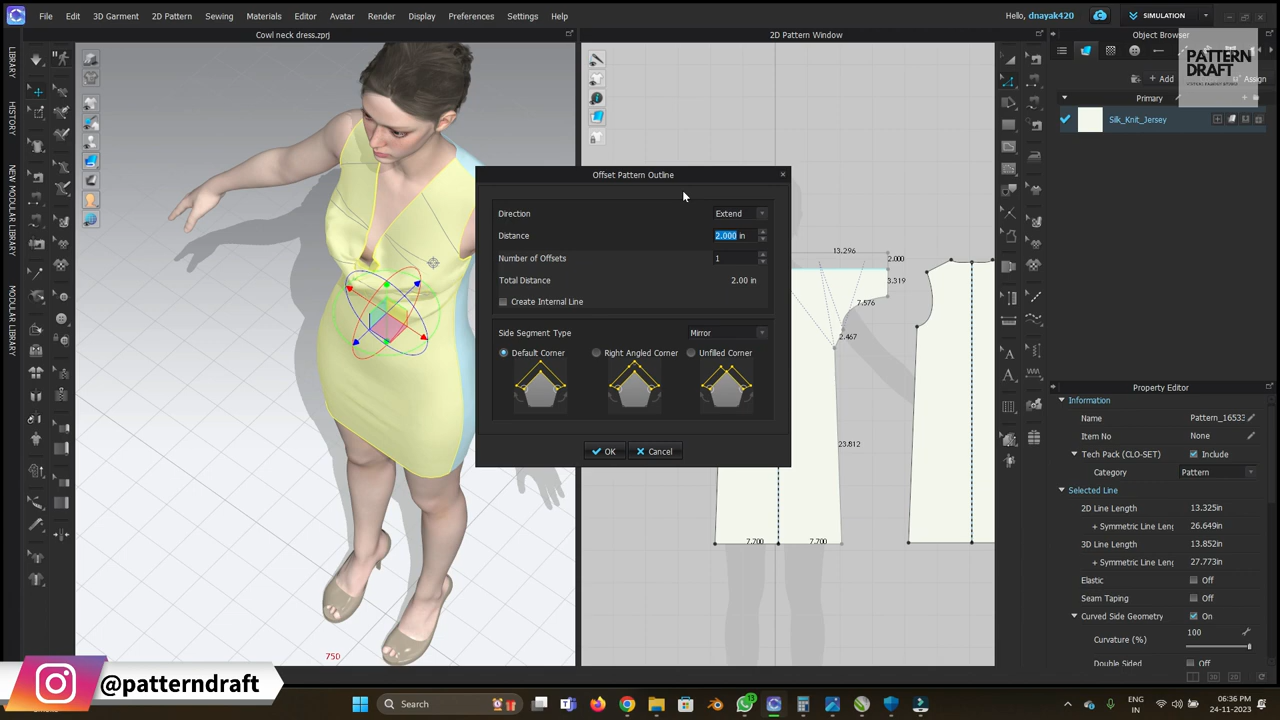 File Edit 3D Garment 2D Pattern Sewing Materials Editor Avatar Render Display Preferences Settings Help
Hello, dnayak420
SIMULATION
Cowl neck dress.zprj
2D Pattern Window
Object Browser
PATTERN
DRAFT
LIBRARY
HISTORY
NEW MODULAR LIBRARY
MODULAR LIBRARY
+ Add
Assign
Primary
Silk_Knit_Jersey
Offset Pattern Outline
Direction Extend
Distance 2.000 in
Number of Offsets 1
Total Distance 2.00 in
Create Internal Line
Side Segment Type Mirror
Default Corner Right Angled Corner Unfilled Corner
OK Cancel
13.296
2.000
3.319
7.576
2.467
23.812
7.700 7.700
Property Editor
Information
Name Pattern_16533
Item No None
Tech Pack (CLO-SET) Include
Category Pattern
Selected Line
2D Line Length 13.325in
+ Symmetric Line Leng 26.649in
3D Line Length 13.852in
+ Symmetric Line Leng 27.773in
Elastic Off
Seam Taping Off
Curved Side Geometry On
Curvature (%) 100
Double Sided Off
750
@patterndraft
Search
13
ENG
IN
06:36 PM
24-11-2023